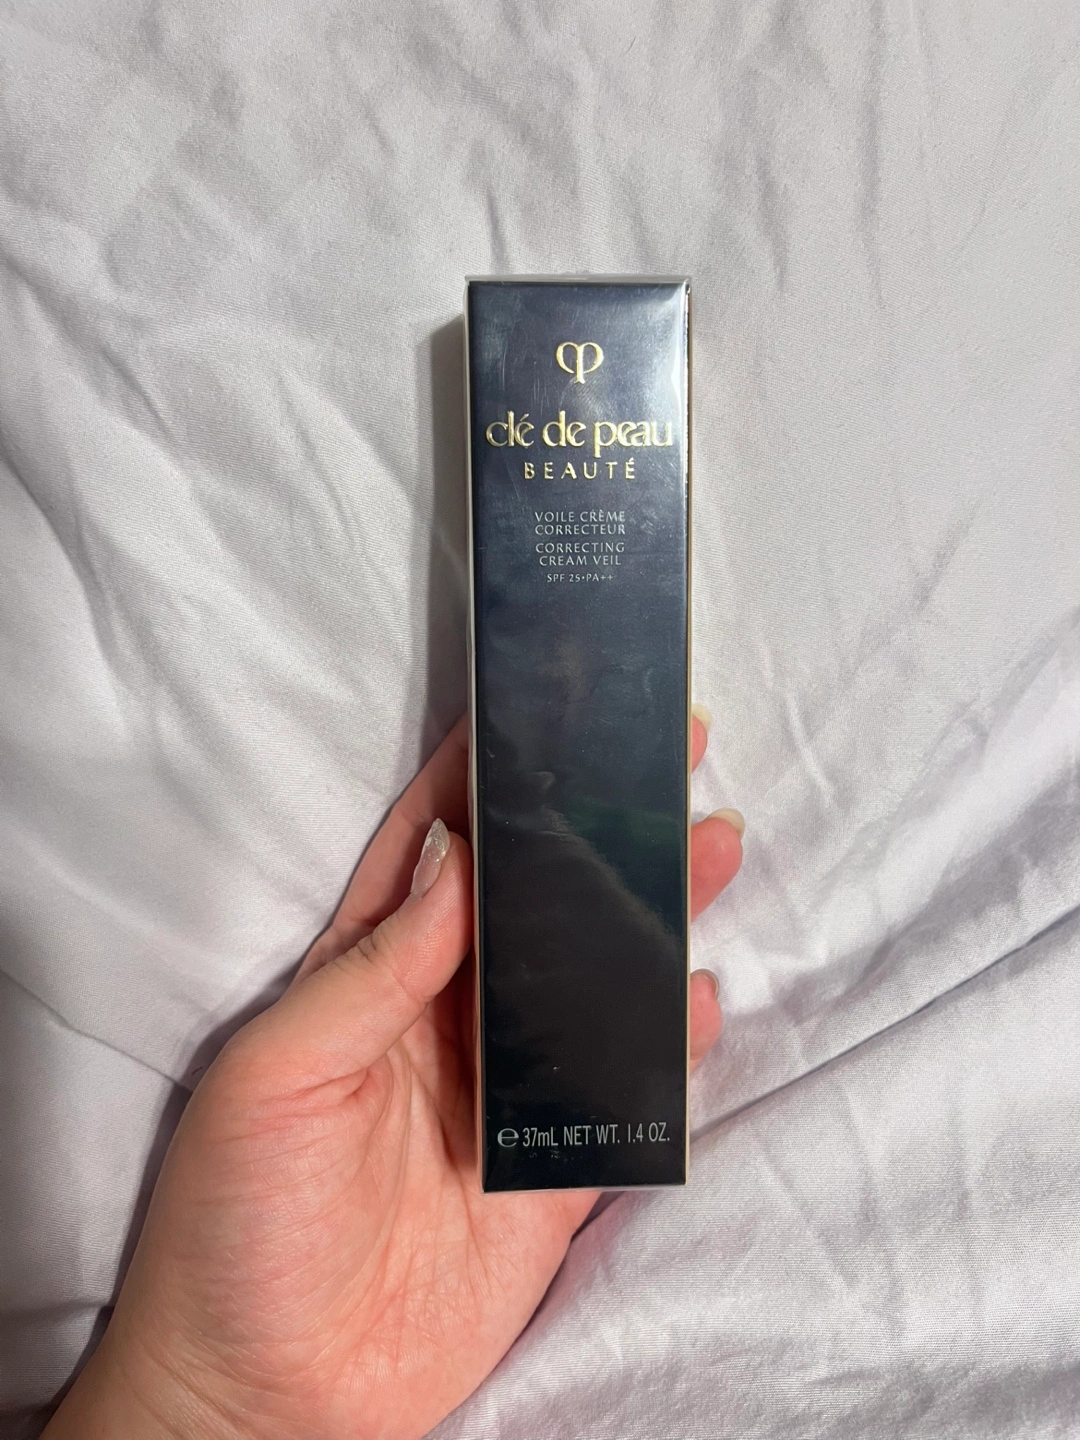 clé de peau
BEAUTÉ
VOILE CRÈME
CORRECTEUR
CORRECTING
CREAM VEIL
SPF 25•PA++
℮ 37mL NET WT. 1.4 OZ.